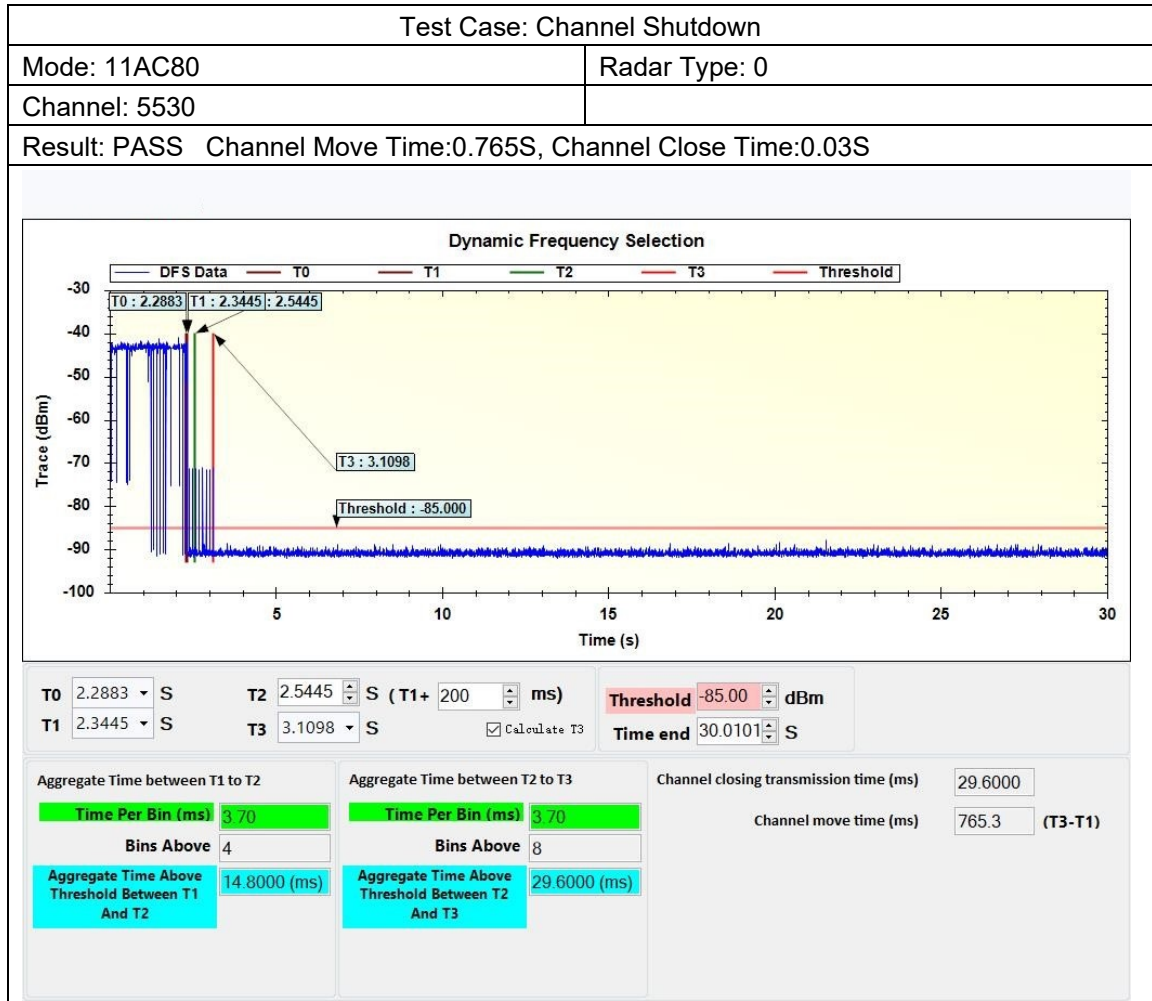 Test Case: Channel Shutdown
Mode: 11AC80 Radar Type: 0
Channel: 5530
Result: PASS Channel Move Time:0.765S, Channel Close Time:0.03S
Dynamic Frequency Selection
DFS Data T0 T1 T2 T3 Threshold
T0 : 2.2883 T1 : 2.3445 : 2.5445
T3 : 3.1098
Threshold : -85.000
Trace (dBm)
-30
-40
-50
-60
-70
-80
-90
-100
5 10 15 20 25 30
Time (s)
T0 2.2883 S T2 2.5445 S ( T1+ 200 ms) Threshold -85.00 dBm
T1 2.3445 S T3 3.1098 S Calculate T3 Time end 30.0101 S
Aggregate Time between T1 to T2 Aggregate Time between T2 to T3 Channel closing transmission time (ms) 29.6000
Time Per Bin (ms) 3.70 Time Per Bin (ms) 3.70 Channel move time (ms) 765.3 (T3-T1)
Bins Above 4 Bins Above 8
Aggregate Time Above Threshold Between T1 And T2 14.8000 (ms) Aggregate Time Above Threshold Between T2 And T3 29.6000 (ms)